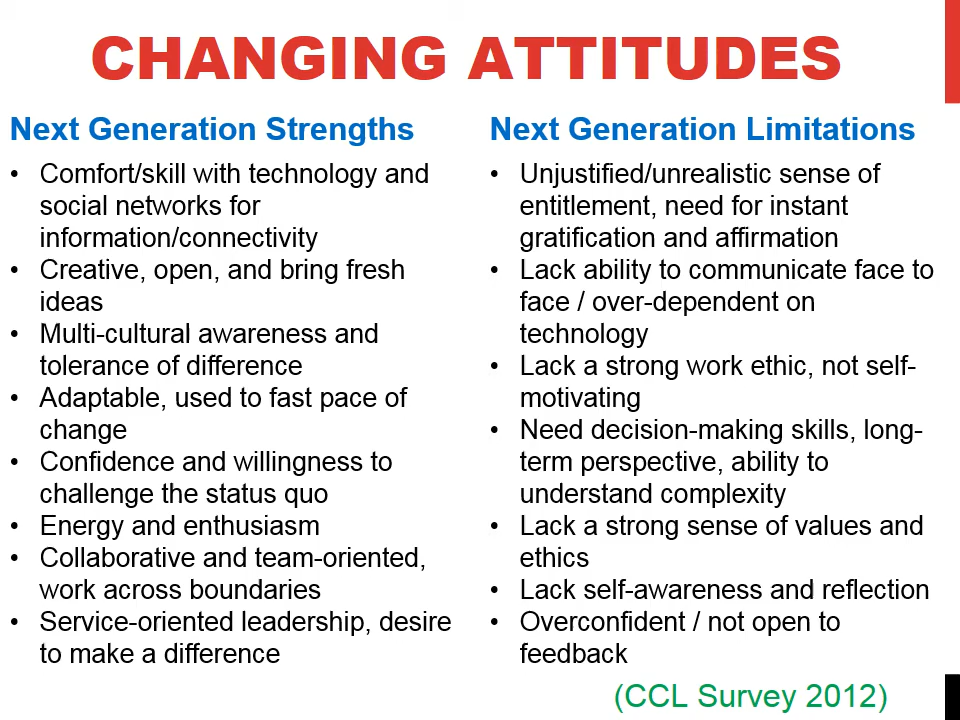 CHANGING ATTITUDES
Next Generation Strengths
• Comfort/skill with technology and
social networks for
information/connectivity
• Creative, open, and bring fresh
ideas
• Multi-cultural awareness and
tolerance of difference
• Adaptable, used to fast pace of
change
• Confidence and willingness to
challenge the status quo
• Energy and enthusiasm
• Collaborative and team-oriented,
work across boundaries
• Service-oriented leadership, desire
to make a difference
Next Generation Limitations
• Unjustified/unrealistic sense of
entitlement, need for instant
gratification and affirmation
• Lack ability to communicate face to
face / over-dependent on
technology
• Lack a strong work ethic, not self-
motivating
• Need decision-making skills, long-
term perspective, ability to
understand complexity
• Lack a strong sense of values and
ethics
• Lack self-awareness and reflection
• Overconfident / not open to
feedback
(CCL Survey 2012)